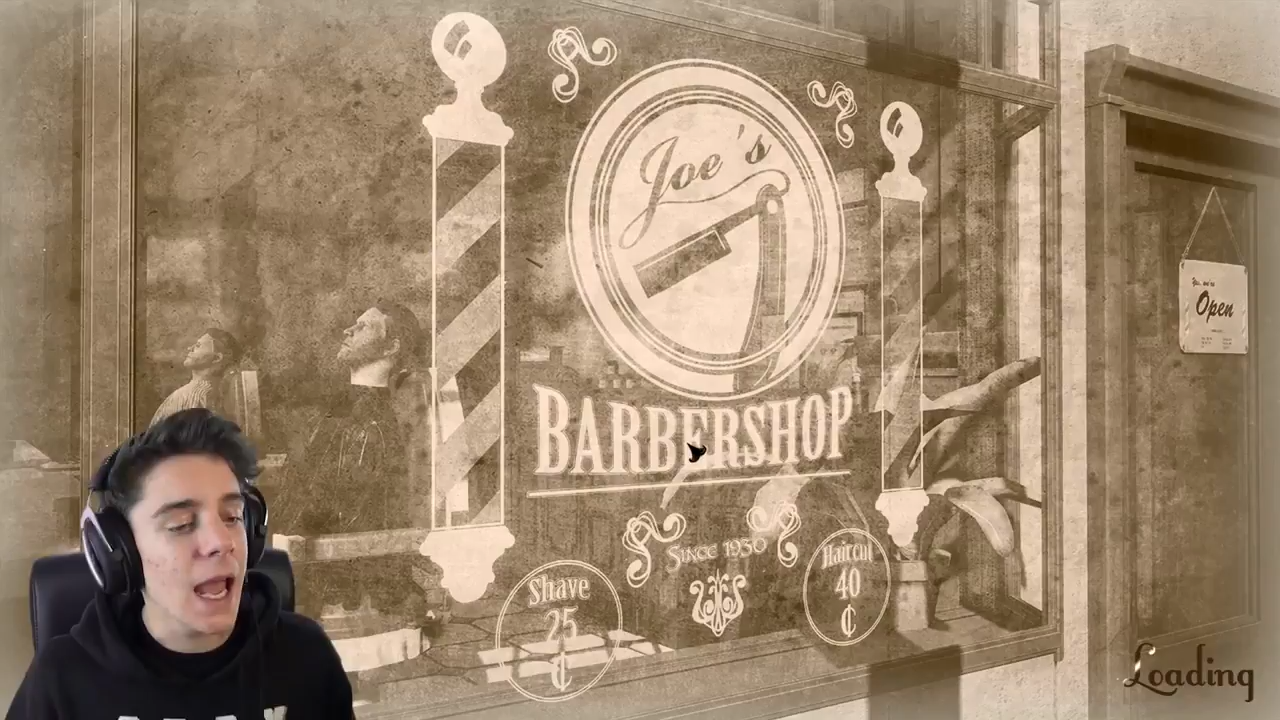 Joe's
BARBERSHOP
SINCE 1930
Shave
25
¢
Haircut
40
¢
Open
Loading